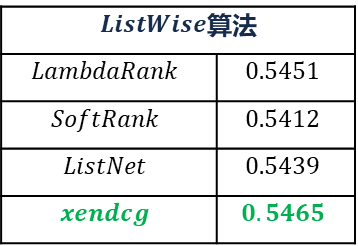 ListWise算法
LambdaRank 0.5451
SoftRank 0.5412
ListNet 0.5439
xendcg 0.5465